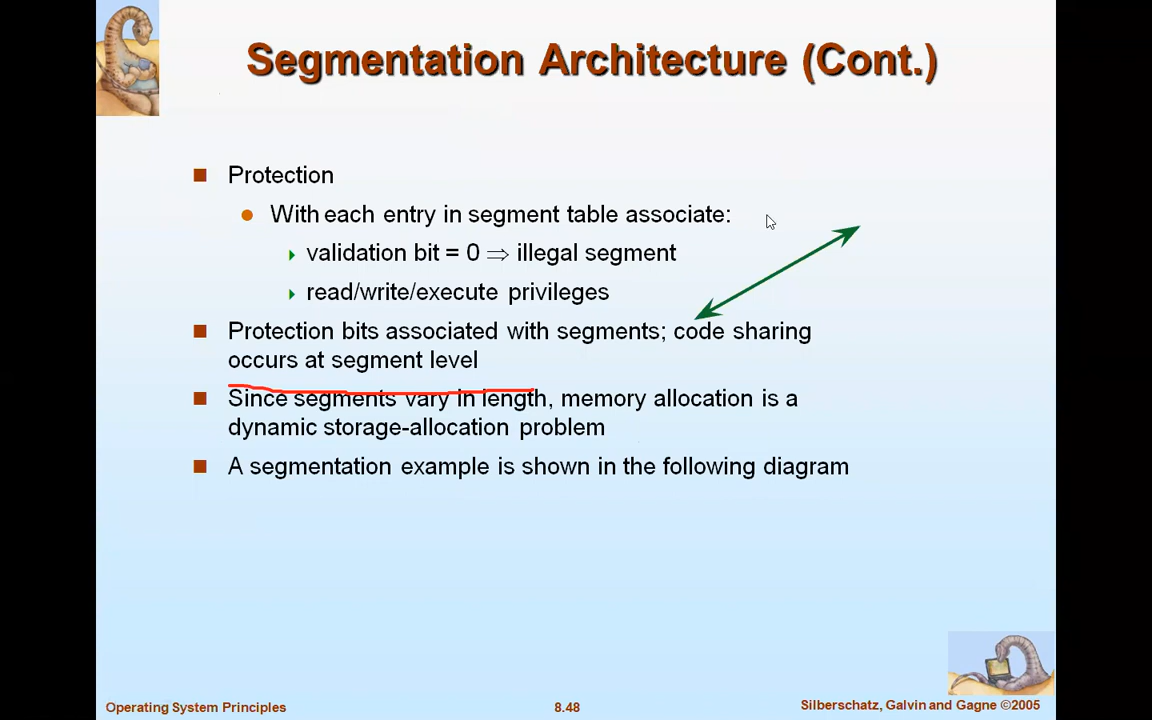 Segmentation Architecture (Cont.)
Protection
With each entry in segment table associate:
validation bit = 0 ⇒ illegal segment
read/write/execute privileges
Protection bits associated with segments; code sharing
occurs at segment level
Since segments vary in length, memory allocation is a
dynamic storage-allocation problem
A segmentation example is shown in the following diagram
Operating System Principles
8.48
Silberschatz, Galvin and Gagne ©2005